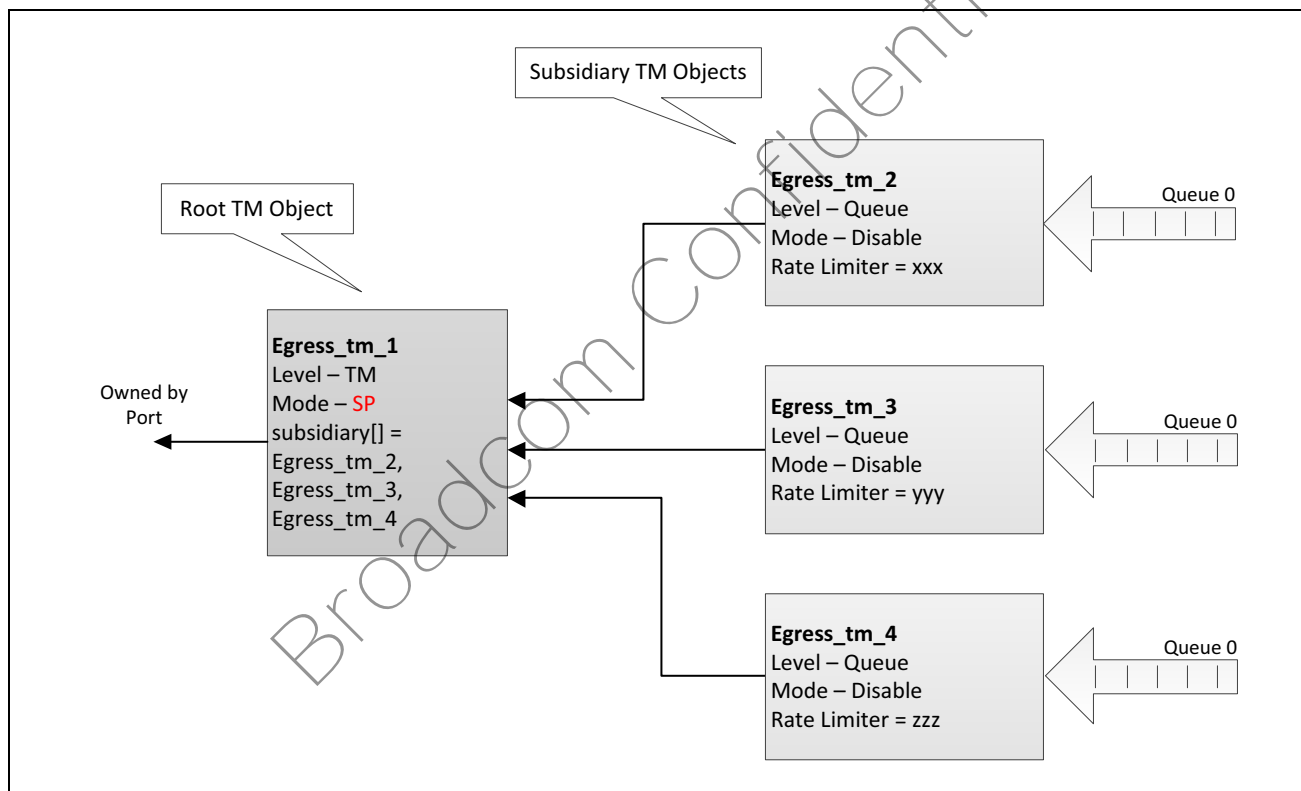 Subsidiary TM Objects
Root TM Object
Egress_tm_2
Level – Queue
Mode – Disable
Rate Limiter = xxx
Queue 0
Owned by
Port
Egress_tm_1
Level – TM
Mode – SP
subsidiary[] =
Egress_tm_2,
Egress_tm_3,
Egress_tm_4
Egress_tm_3
Level – Queue
Mode – Disable
Rate Limiter = yyy
Queue 0
Egress_tm_4
Level – Queue
Mode – Disable
Rate Limiter = zzz
Queue 0
Broadcom Confidenti